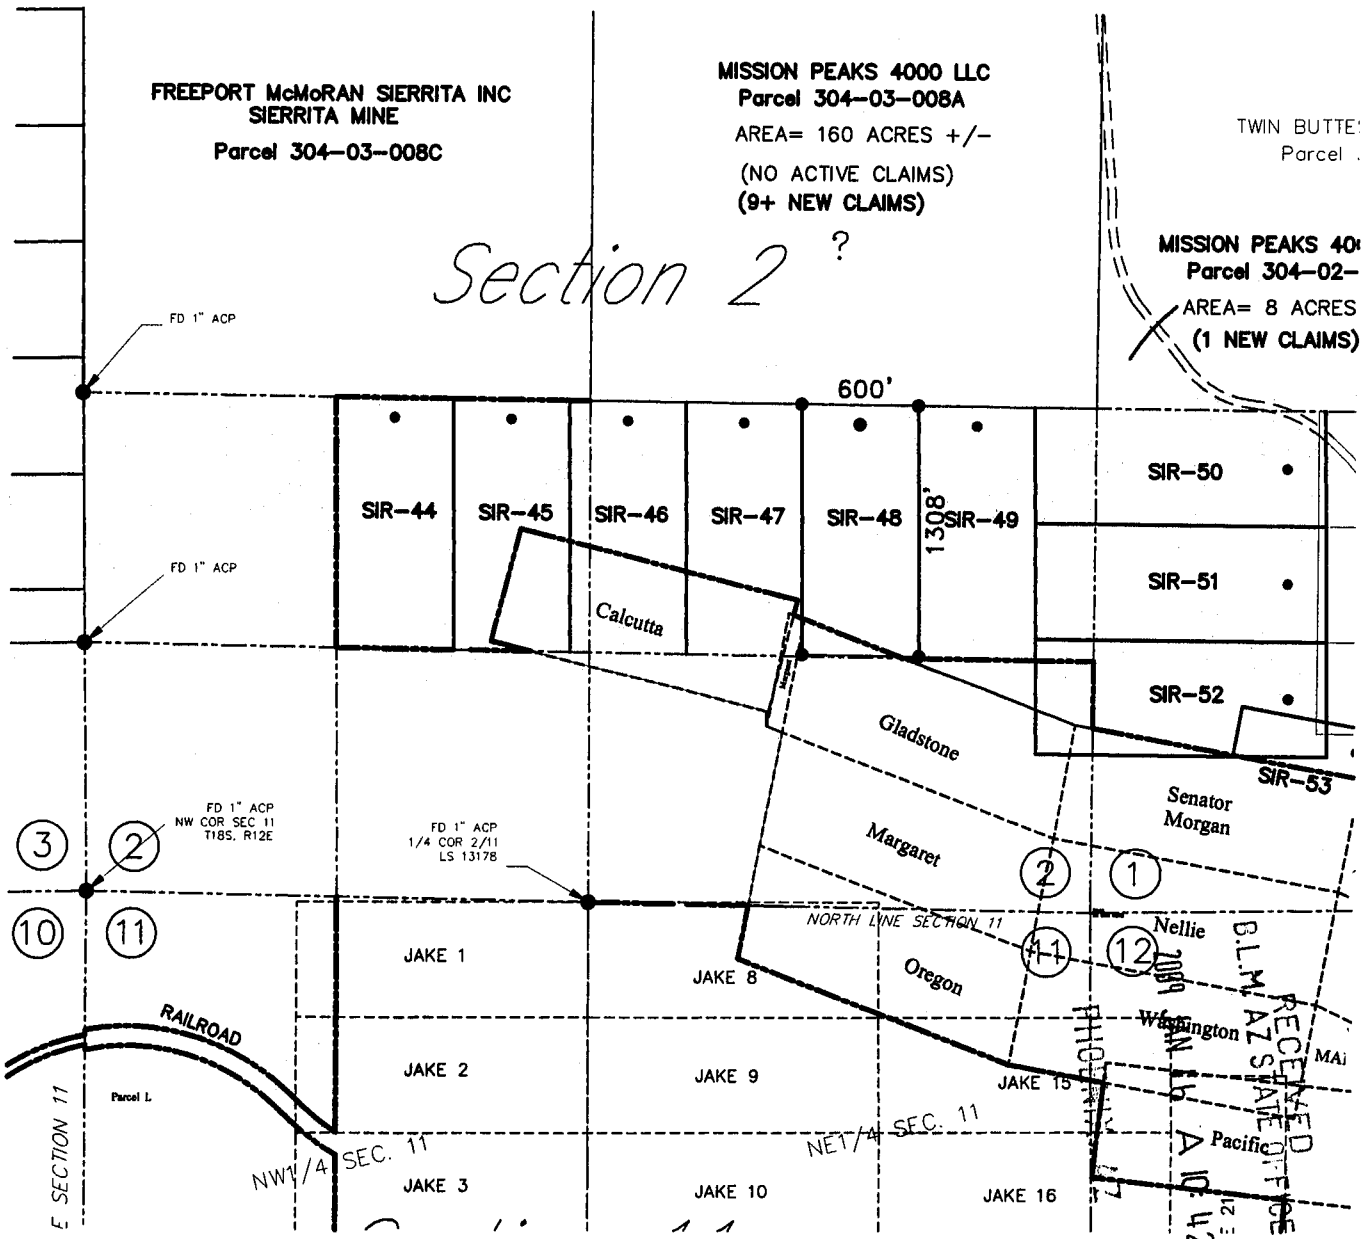 FREEPORT McMoRAN SIERRITA INC
SIERRITA MINE
Parcel 304-03-008C
MISSION PEAKS 4000 LLC
Parcel 304-03-008A
AREA= 160 ACRES +/-
(NO ACTIVE CLAIMS)
(9+ NEW CLAIMS)
TWIN BUTTE
Parcel
Section 2
?
MISSION PEAKS
Parcel 304-02-
AREA= 8 ACRES
(1 NEW CLAIMS)
FD 1" ACP
600'
SIR-44
SIR-45
SIR-46
SIR-47
SIR-48
1308'
SIR-49
SIR-50
FD 1" ACP
SIR-51
Calcutta
SIR-52
Gladstone
SIR-53
Senator
Morgan
FD 1" ACP
NW COR SEC 11
T18S, R12E
FD 1" ACP
1/4 COR 2/11
LS 13178
Margaret
3
2
2
1
10
11
11
12
NORTH LINE SECTION 11
Nellie
JAKE 1
JAKE 8
Oregon
RAILROAD
Washington
JAKE 2
JAKE 9
JAKE 15
Parcel L
E SECTION 11
NW1/4 SEC. 11
NE1/4 SEC. 11
Pacific
JAKE 3
JAKE 10
JAKE 16
RECEIVED
B.L.M. AZ STATE OFFICE